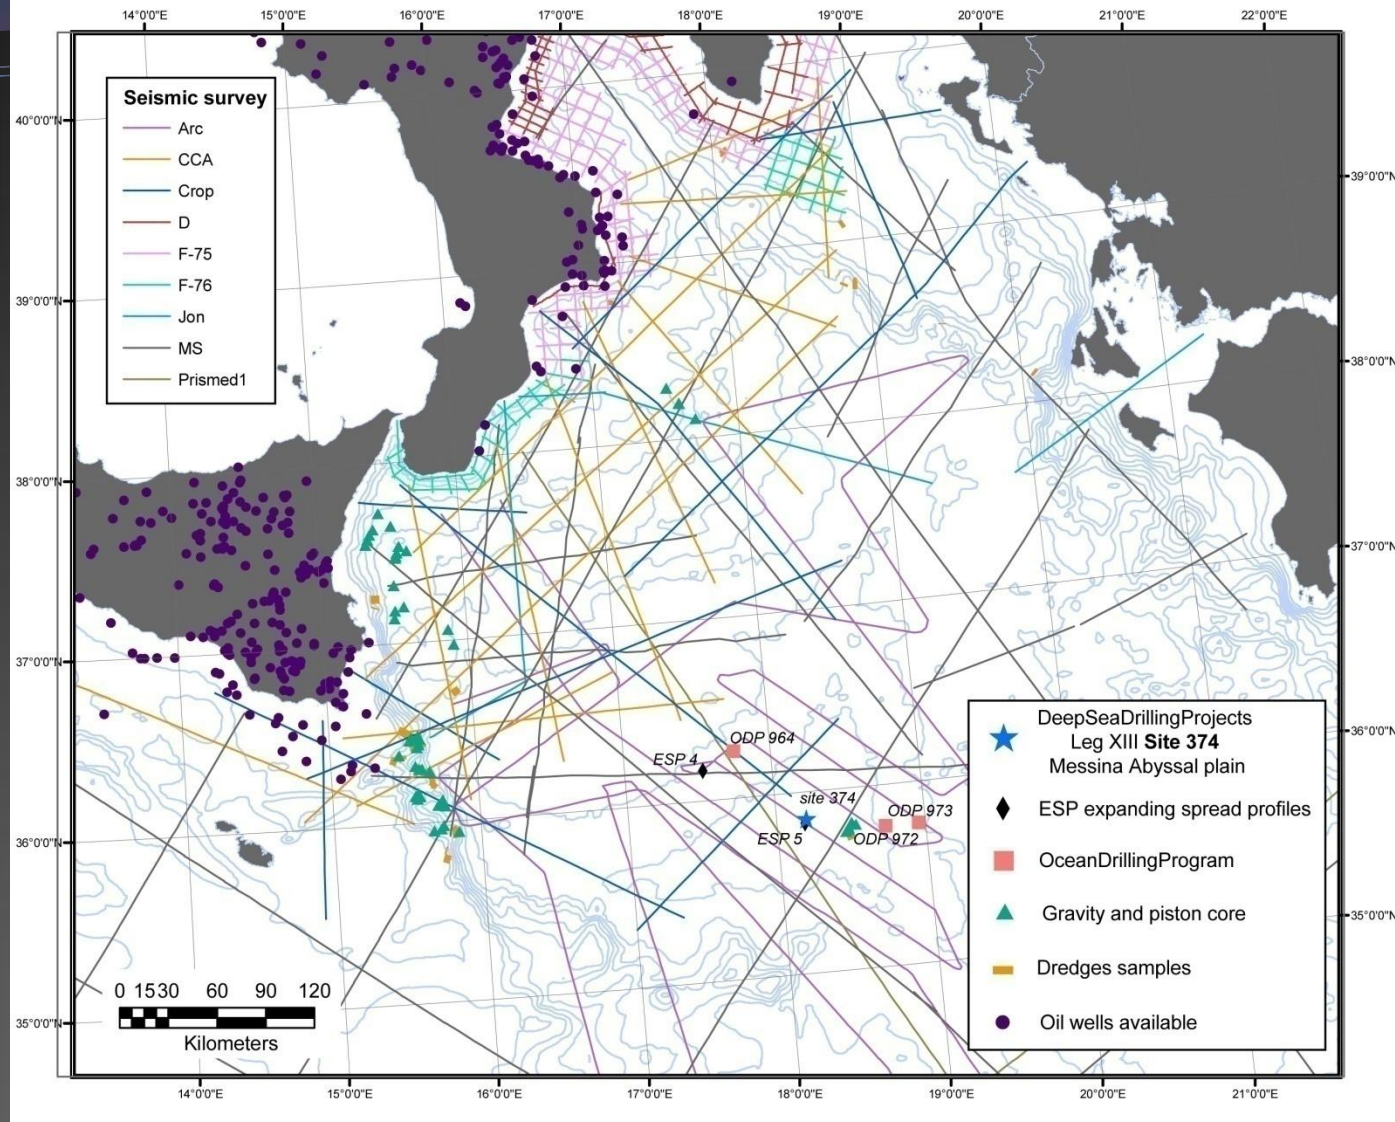 14°0'0"E 15°0'0"E 16°0'0"E 17°0'0"E 18°0'0"E 19°0'0"E 20°0'0"E 21°0'0"E 22°0'0"E
Seismic survey
Arc
CCA
Crop
D
F-75
F-76
Jon
MS
Prismed1
40°0'0"N
39°0'0"N
38°0'0"N
37°0'0"N
36°0'0"N
35°0'0"N
39°0'0"N
38°0'0"N
37°0'0"N
36°0'0"N
35°0'0"N
ODP 964
ESP 4
site 374
ESP 5
ODP 973
ODP 972
DeepSeaDrillingProjects
Leg XIII Site 374
Messina Abyssal plain
ESP expanding spread profiles
OceanDrillingProgram
Gravity and piston core
Dredges samples
Oil wells available
0 15 30 60 90 120
Kilometers
14°0'0"E 15°0'0"E 16°0'0"E 17°0'0"E 18°0'0"E 19°0'0"E 20°0'0"E 21°0'0"E